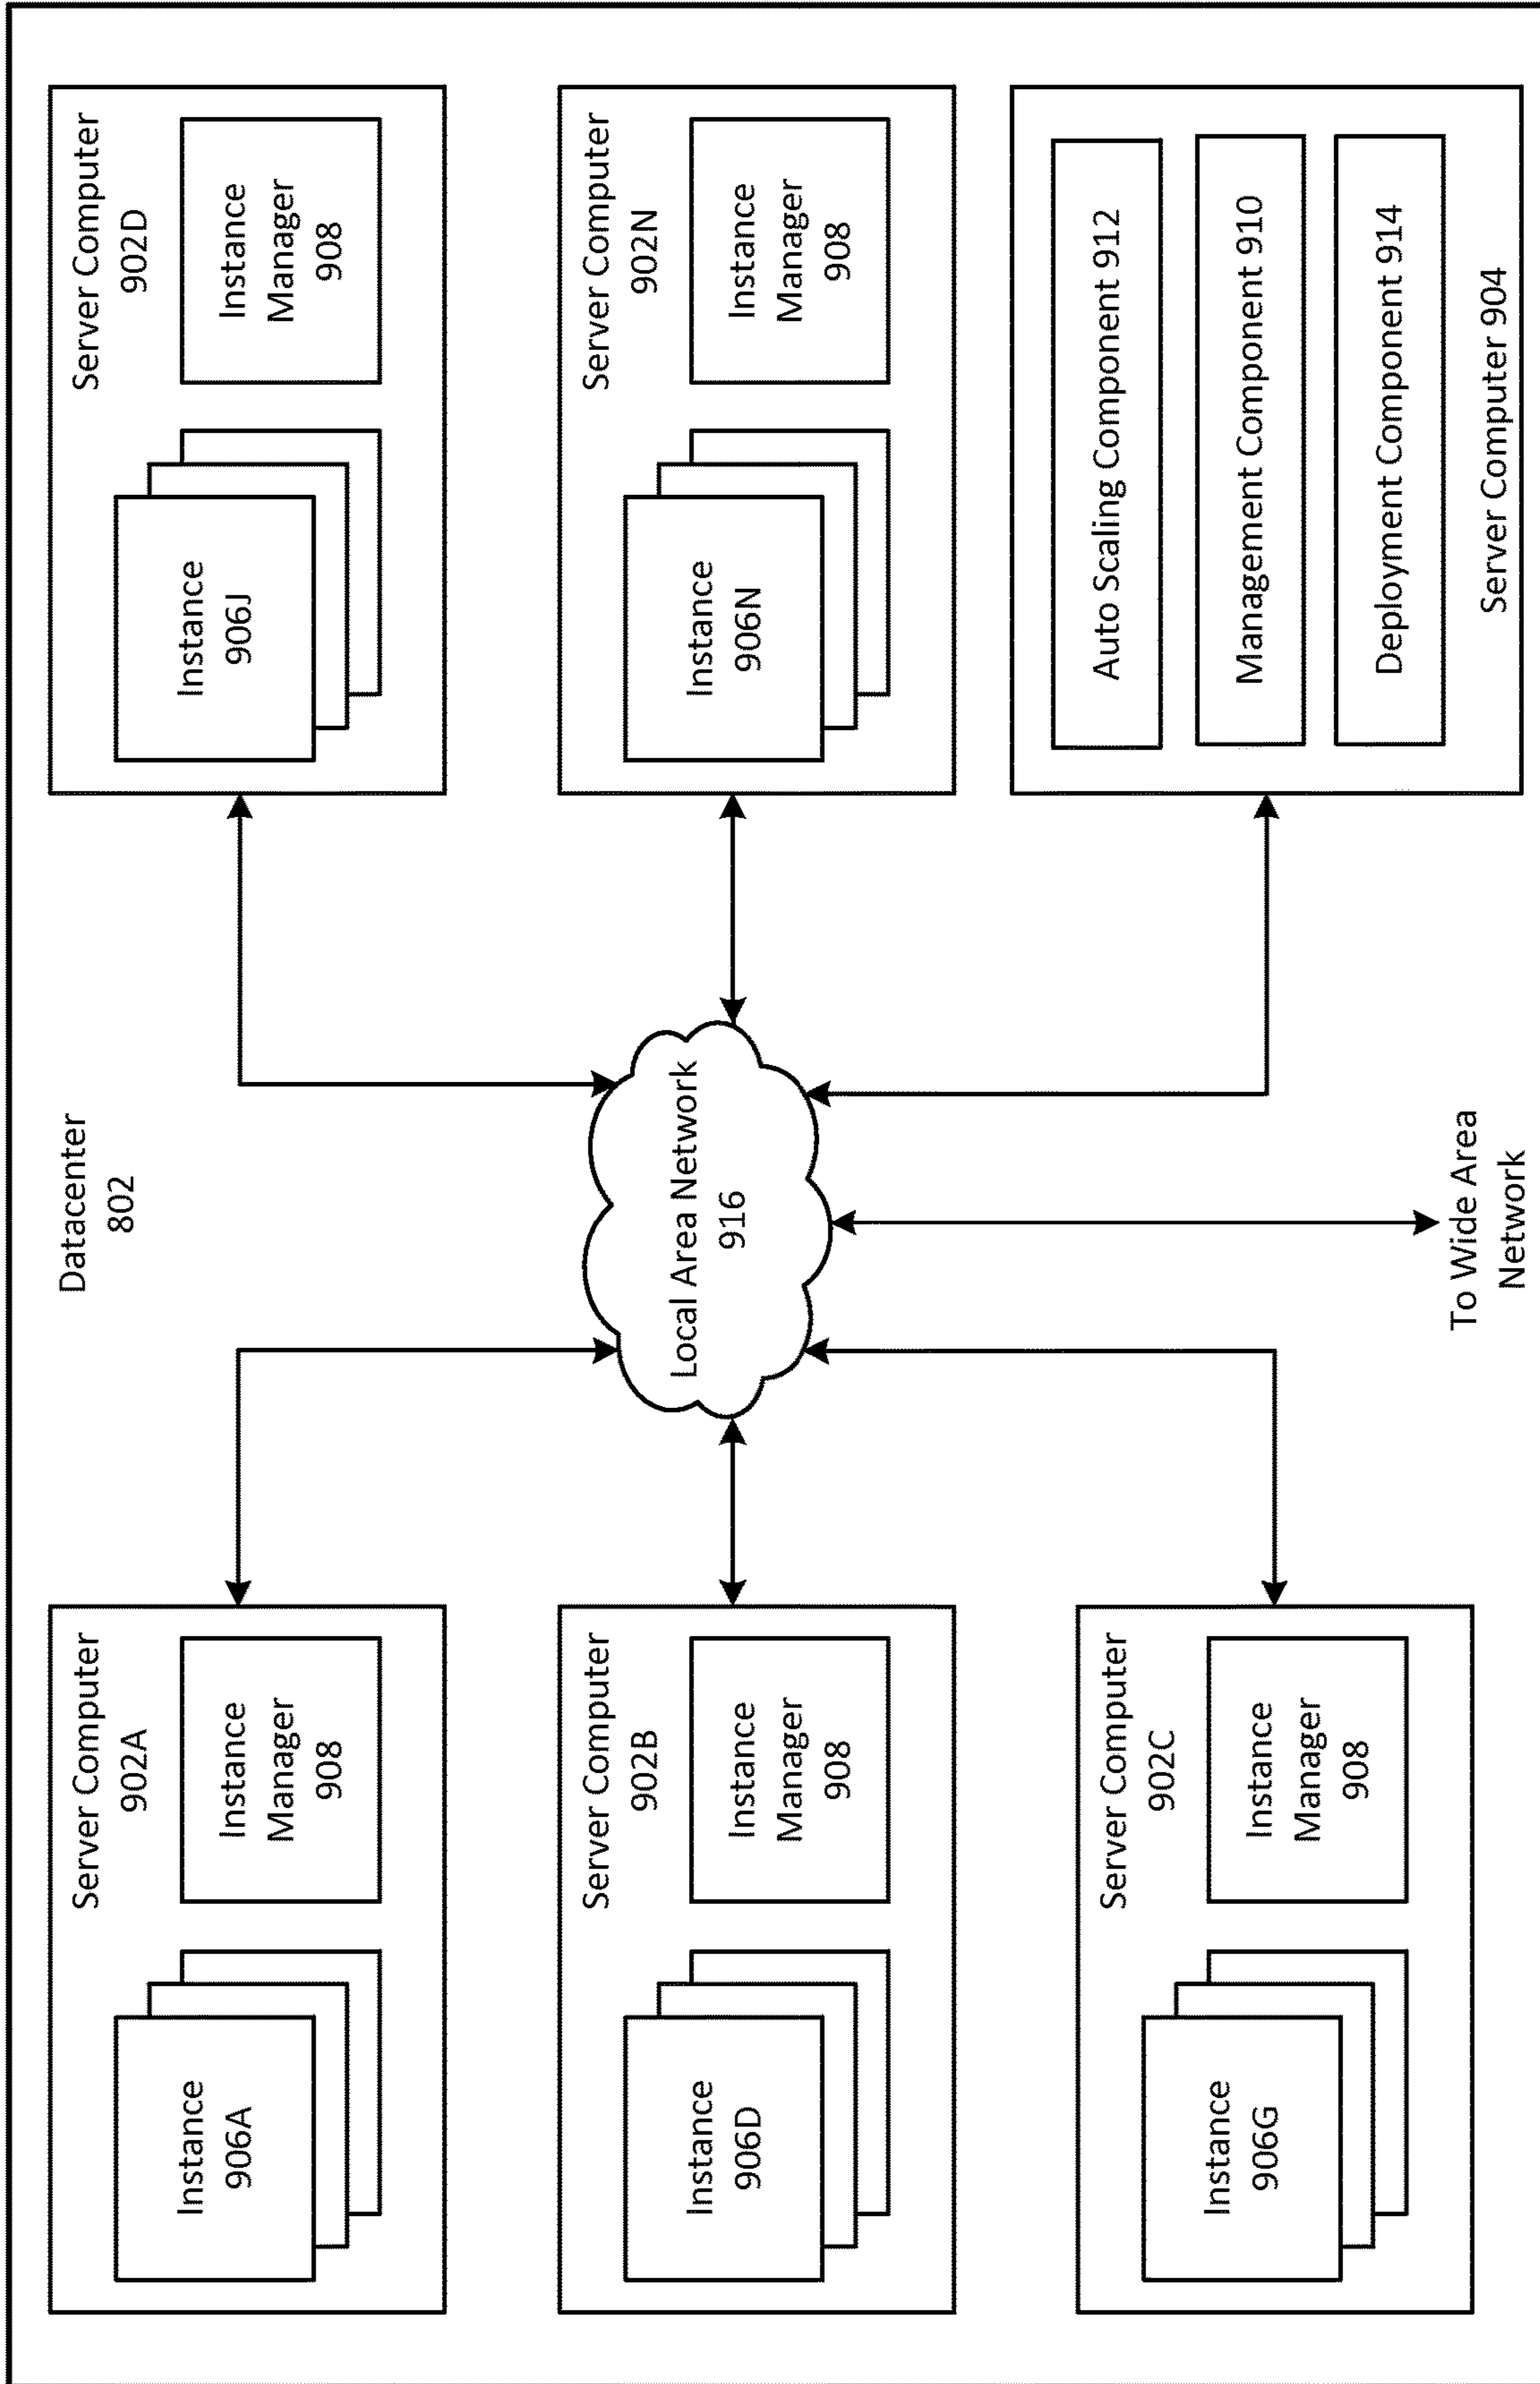 Datacenter
802
Server Computer
902A
Instance
906A
Instance
Manager
908
Server Computer
902B
Instance
906D
Instance
Manager
908
Server Computer
902C
Instance
906G
Instance
Manager
908
Local Area Network
916
To Wide Area
Network
Server Computer
902D
Instance
906J
Instance
Manager
908
Server Computer
902N
Instance
906N
Instance
Manager
908
Auto Scaling Component 912
Management Component 910
Deployment Component 914
Server Computer 904